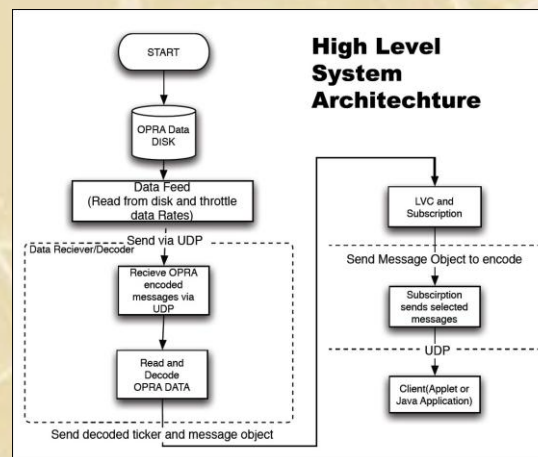 High Level
System
Architechture
START
OPRA Data
DISK
Data Feed
(Read from disk and throttle
data Rates)
Send via UDP
Data Reciever/Decoder
Recieve OPRA
encoded
messages via
UDP
Read and
Decode
OPRA DATA
Send decoded ticker and message object
LVC and
Subscription
Send Message Object to encode
Subscirption
sends selected
messages
UDP
Client(Applet or
Java Application)